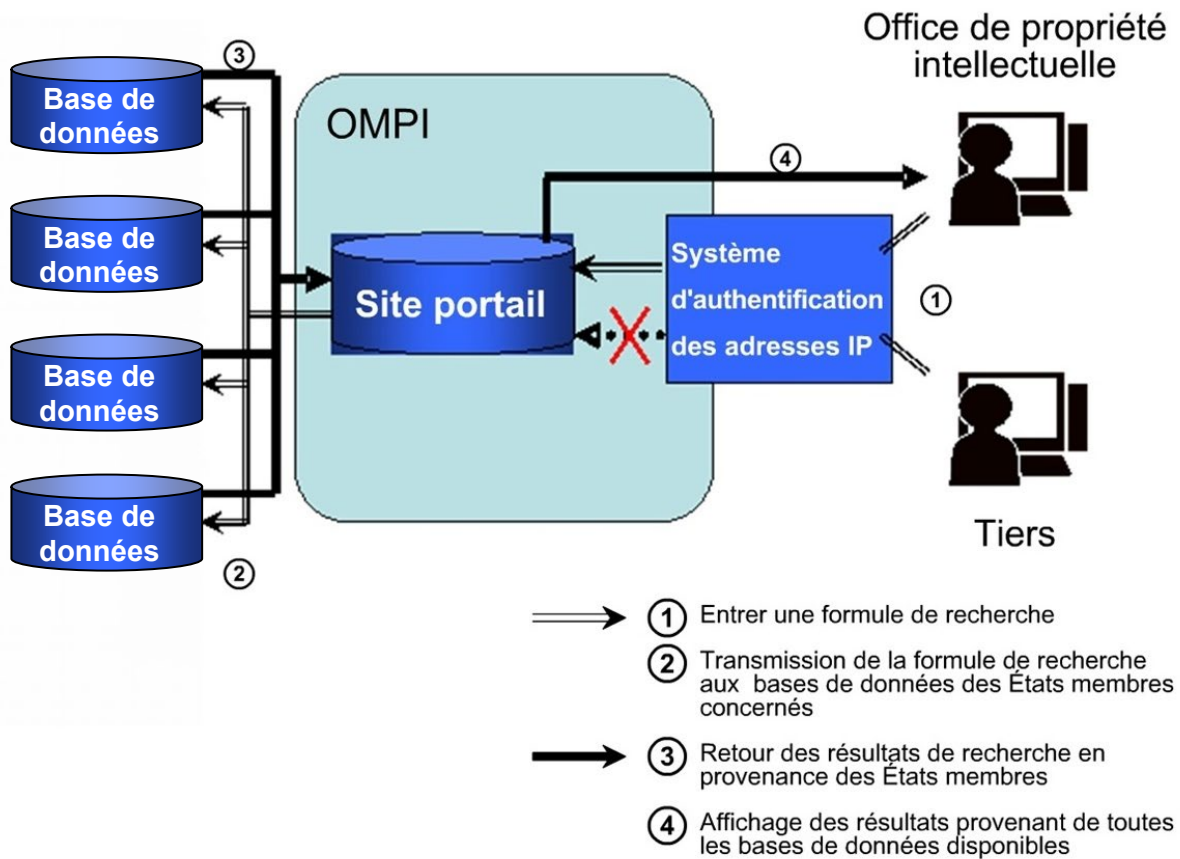 Office de propriété
intellectuelle
③
Base de
données
OMPI
④
Base de
données
Système
d'authentification
des adresses IP
Site portail
①
Base de
données
Base de
données
②
Tiers
① Entrer une formule de recherche
② Transmission de la formule de recherche
aux bases de données des États membres
concernés
③ Retour des résultats de recherche en
provenance des États membres
④ Affichage des résultats provenant de toutes
les bases de données disponibles